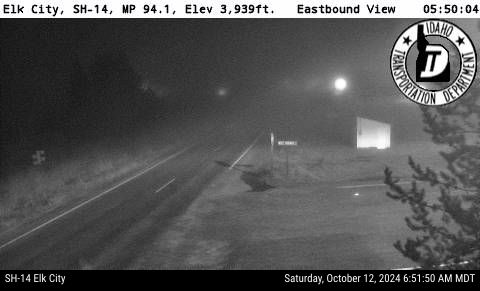 Elk City, SH-14, MP 94.1, Elev 3,939ft. Eastbound View 05:50:04
IDAHO
TRANSPORTATION DEPARTMENT
SH-14 Elk City Saturday, October 12, 2024 6:51:50 AM MDT